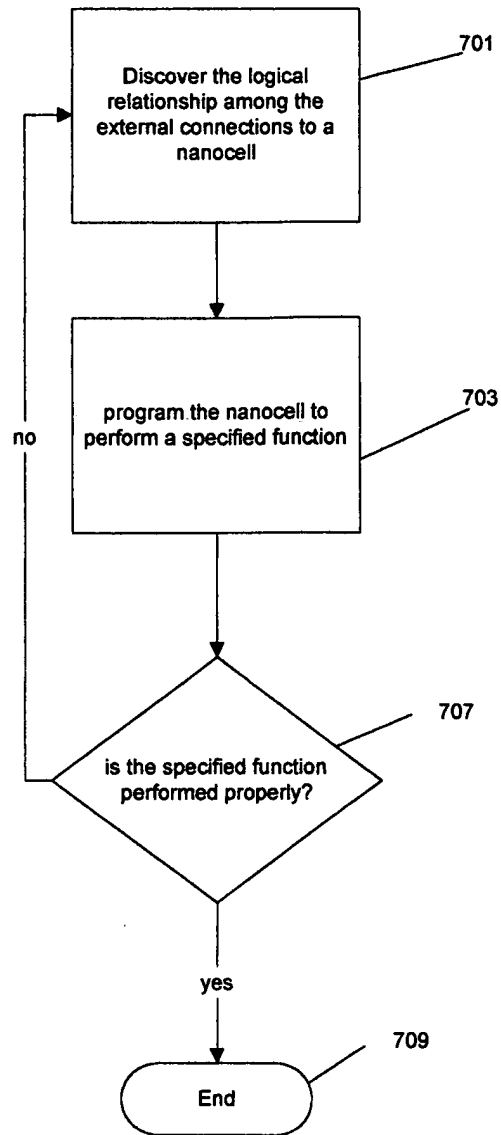 701
Discover the logical
relationship among the
external connections to a
nanocell
program the nanocell to
perform a specified function
703
no
707
is the specified function
performed properly?
yes
709
End